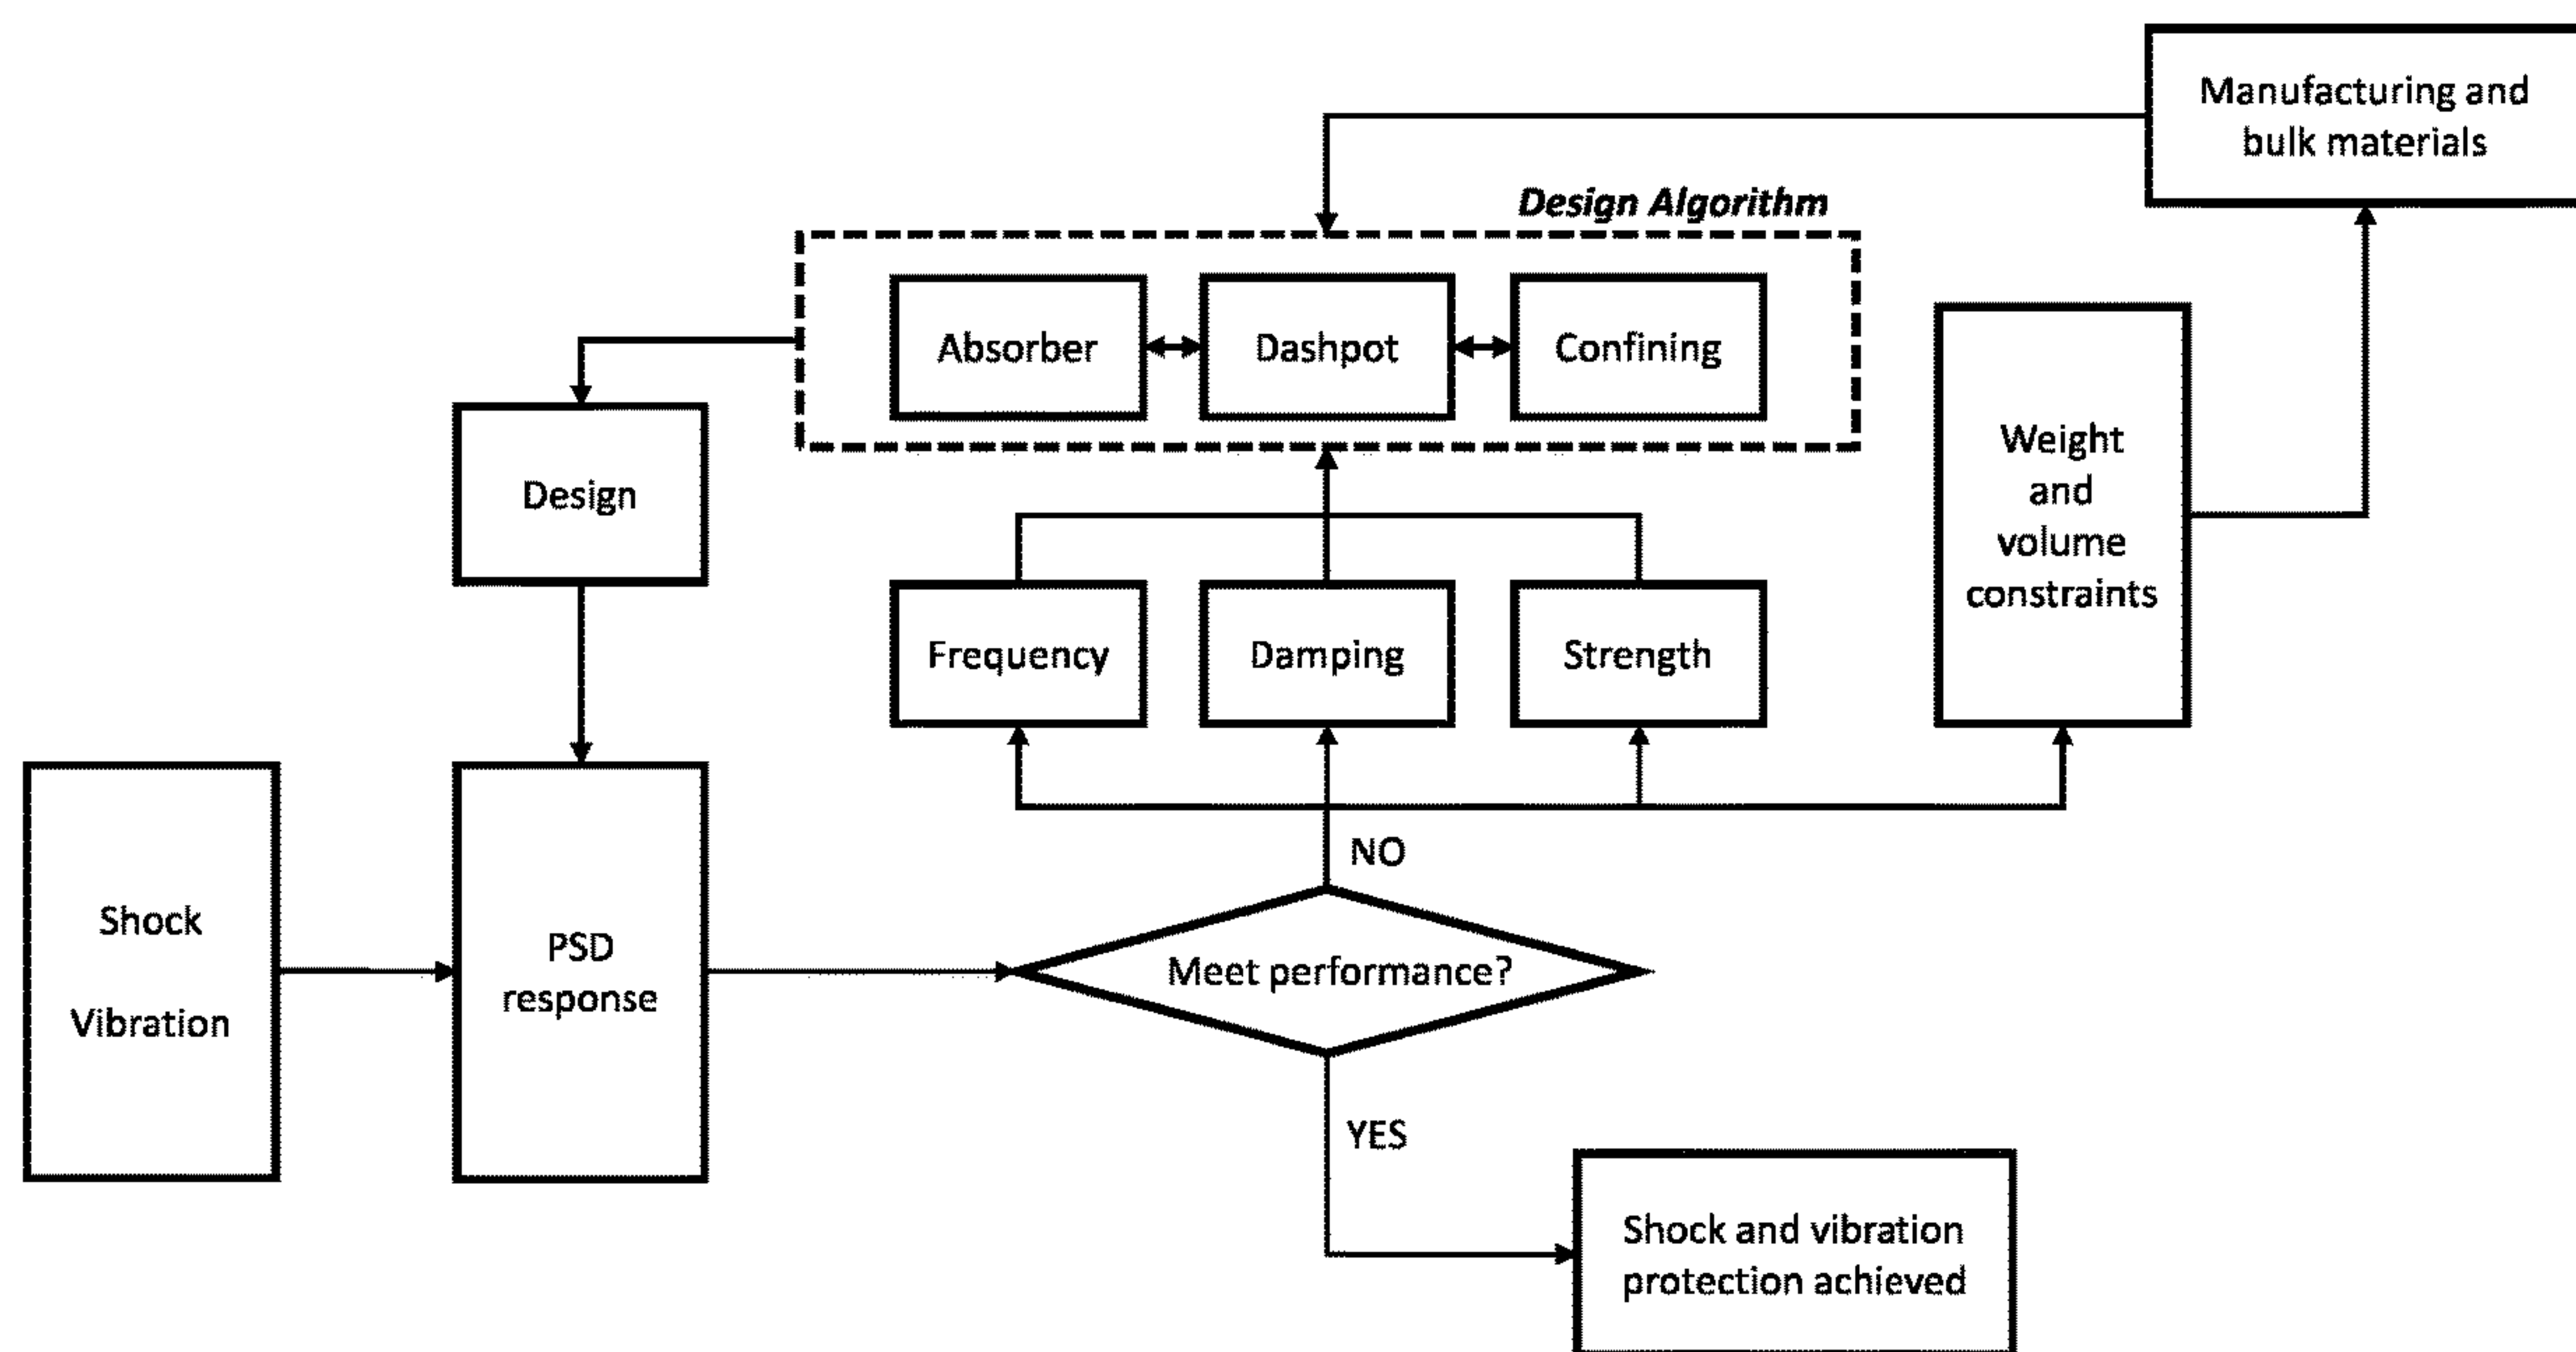 Manufacturing and
bulk materials
Design Algorithm
Absorber
Dashpot
Confining
Design
Weight
and
volume
constraints
Frequency
Damping
Strength
NO
Shock
Vibration
PSD
response
Meet performance?
YES
Shock and vibration
protection achieved